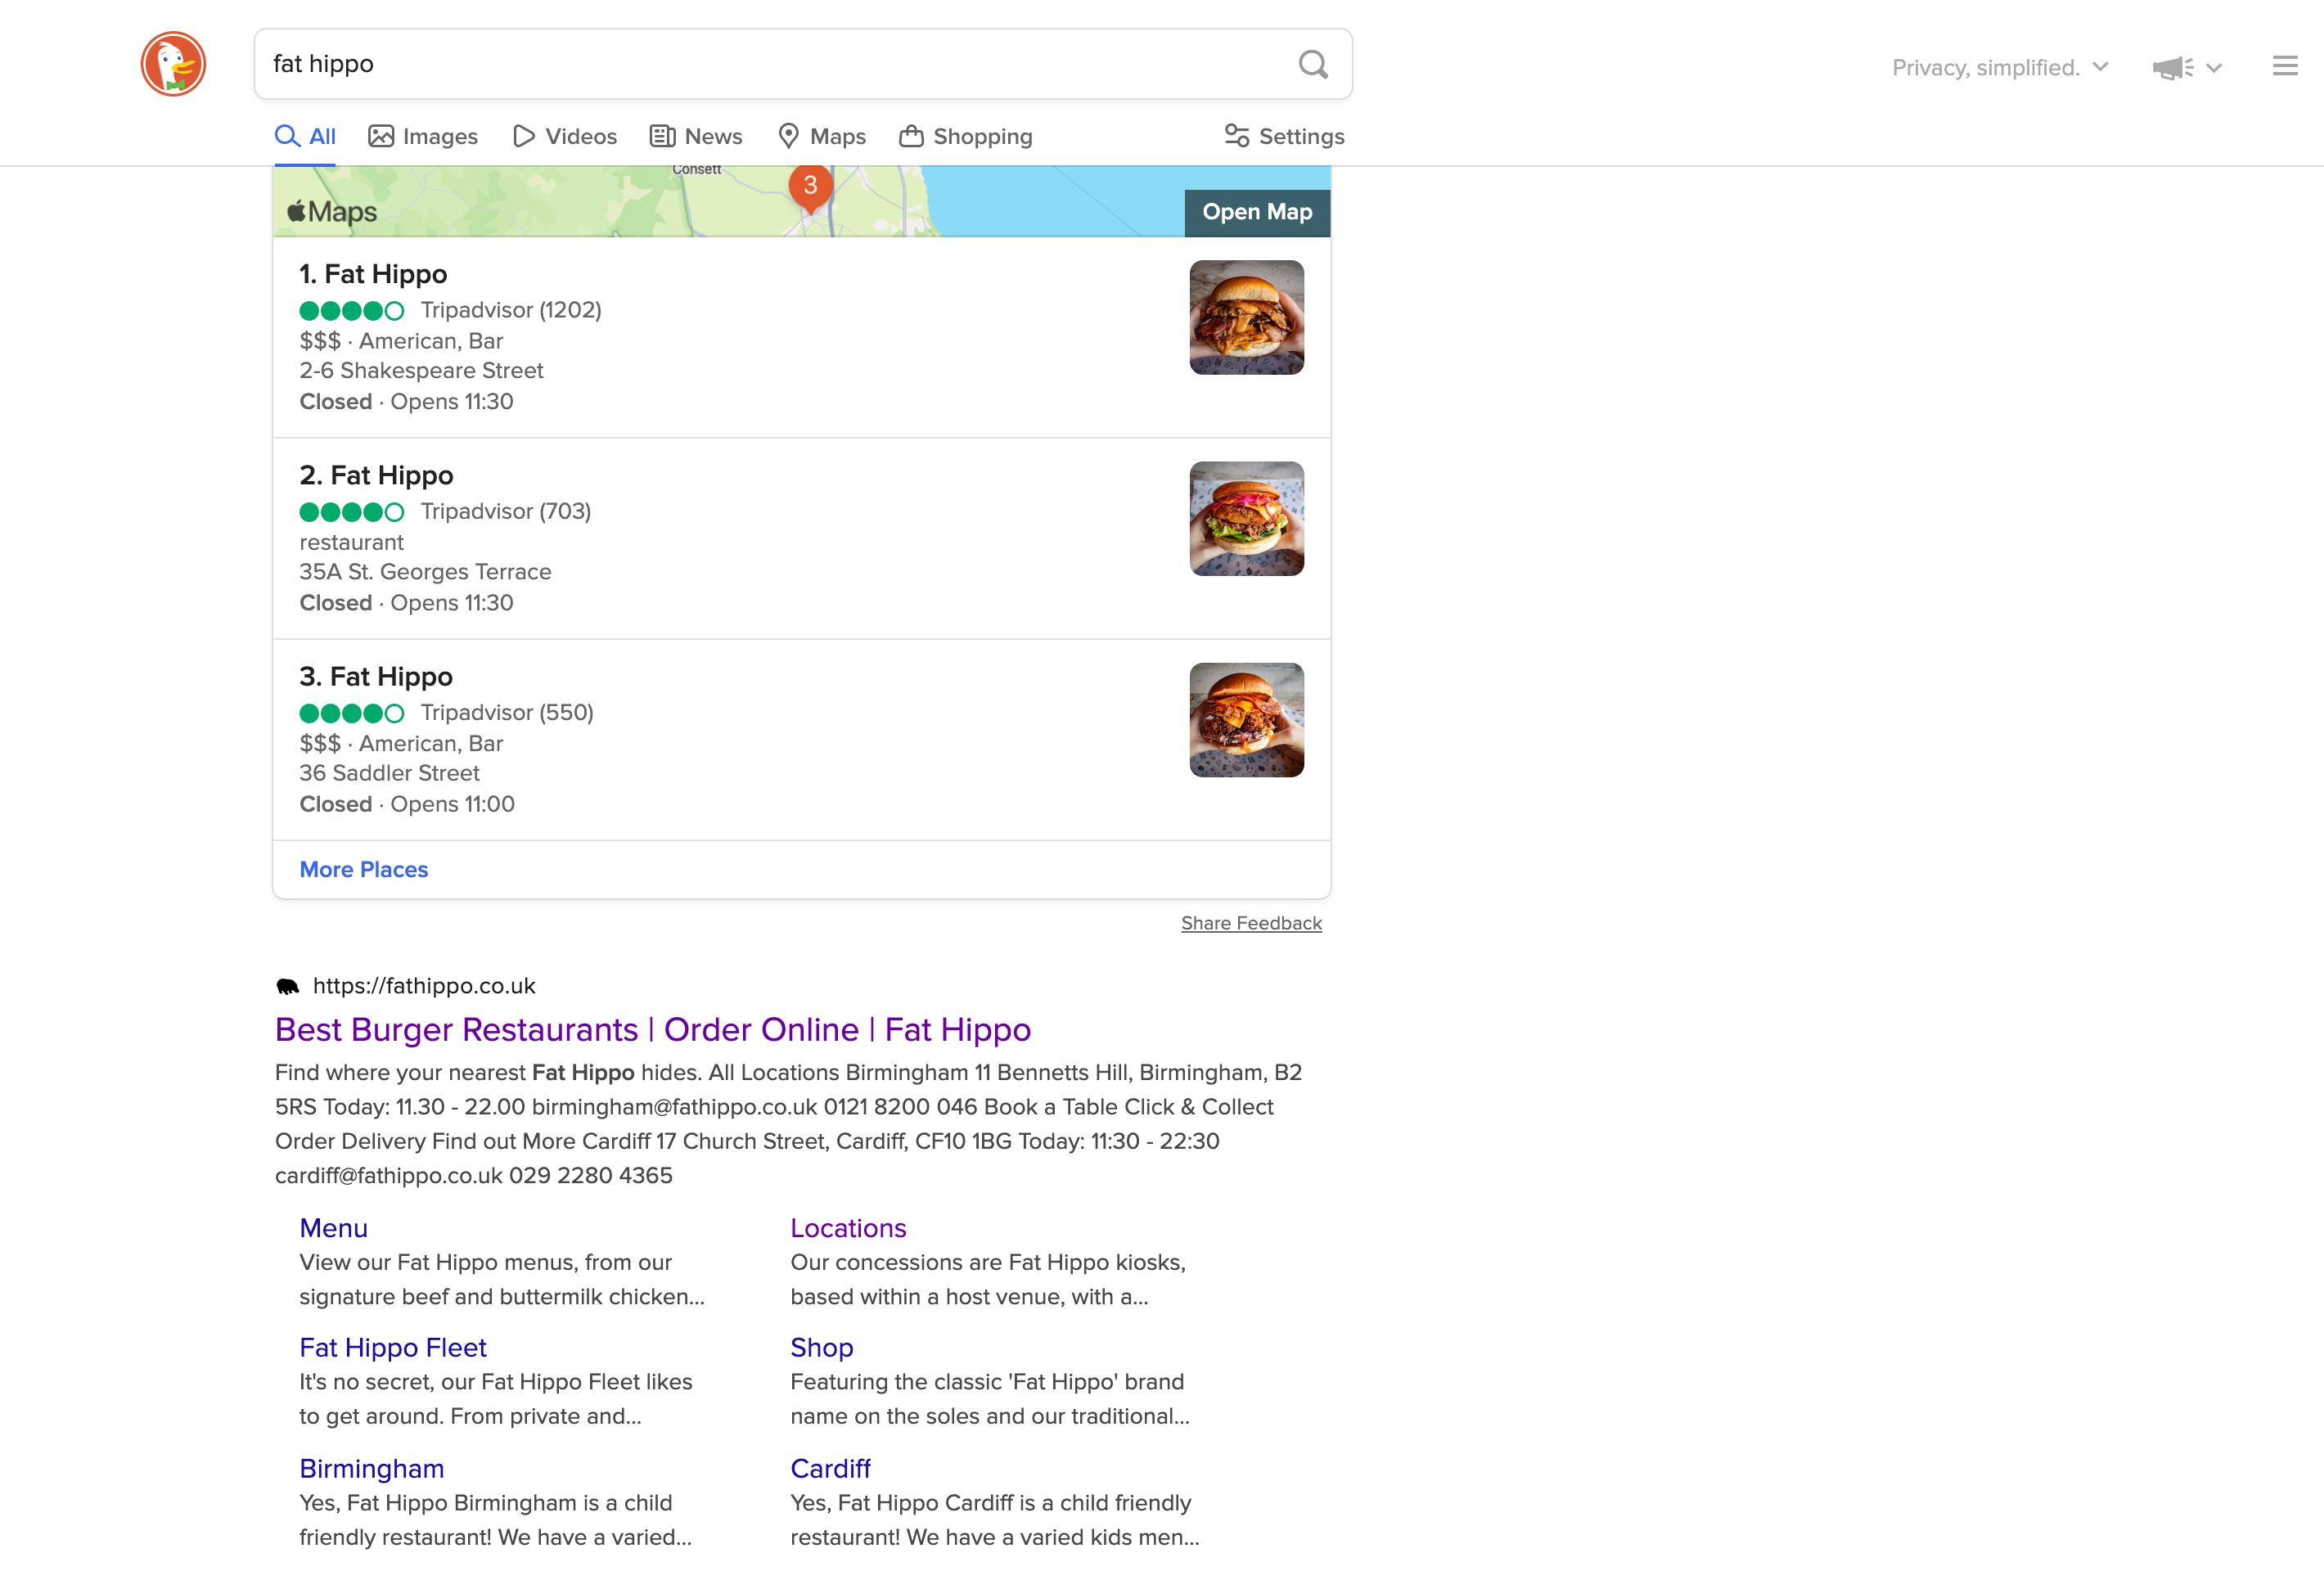 fat hippo
Privacy, simplified.
All
Images
Videos
News
Maps
Shopping
Settings
Consett
3
Maps
Open Map
1. Fat Hippo
Tripadvisor (1202)
$$$ · American, Bar
2-6 Shakespeare Street
Closed · Opens 11:30
2. Fat Hippo
Tripadvisor (703)
restaurant
35A St. Georges Terrace
Closed · Opens 11:30
3. Fat Hippo
Tripadvisor (550)
$$$ · American, Bar
36 Saddler Street
Closed · Opens 11:00
More Places
Share Feedback
https://fathippo.co.uk
Best Burger Restaurants | Order Online | Fat Hippo
Find where your nearest Fat Hippo hides. All Locations Birmingham 11 Bennetts Hill, Birmingham, B2
5RS Today: 11.30 - 22.00 birmingham@fathippo.co.uk 0121 8200 046 Book a Table Click & Collect
Order Delivery Find out More Cardiff 17 Church Street, Cardiff, CF10 1BG Today: 11:30 - 22:30
cardiff@fathippo.co.uk 029 2280 4365
Menu
View our Fat Hippo menus, from our
signature beef and buttermilk chicken...
Locations
Our concessions are Fat Hippo kiosks,
based within a host venue, with a...
Fat Hippo Fleet
It's no secret, our Fat Hippo Fleet likes
to get around. From private and...
Shop
Featuring the classic 'Fat Hippo' brand
name on the soles and our traditional...
Birmingham
Yes, Fat Hippo Birmingham is a child
friendly restaurant! We have a varied...
Cardiff
Yes, Fat Hippo Cardiff is a child friendly
restaurant! We have a varied kids men...